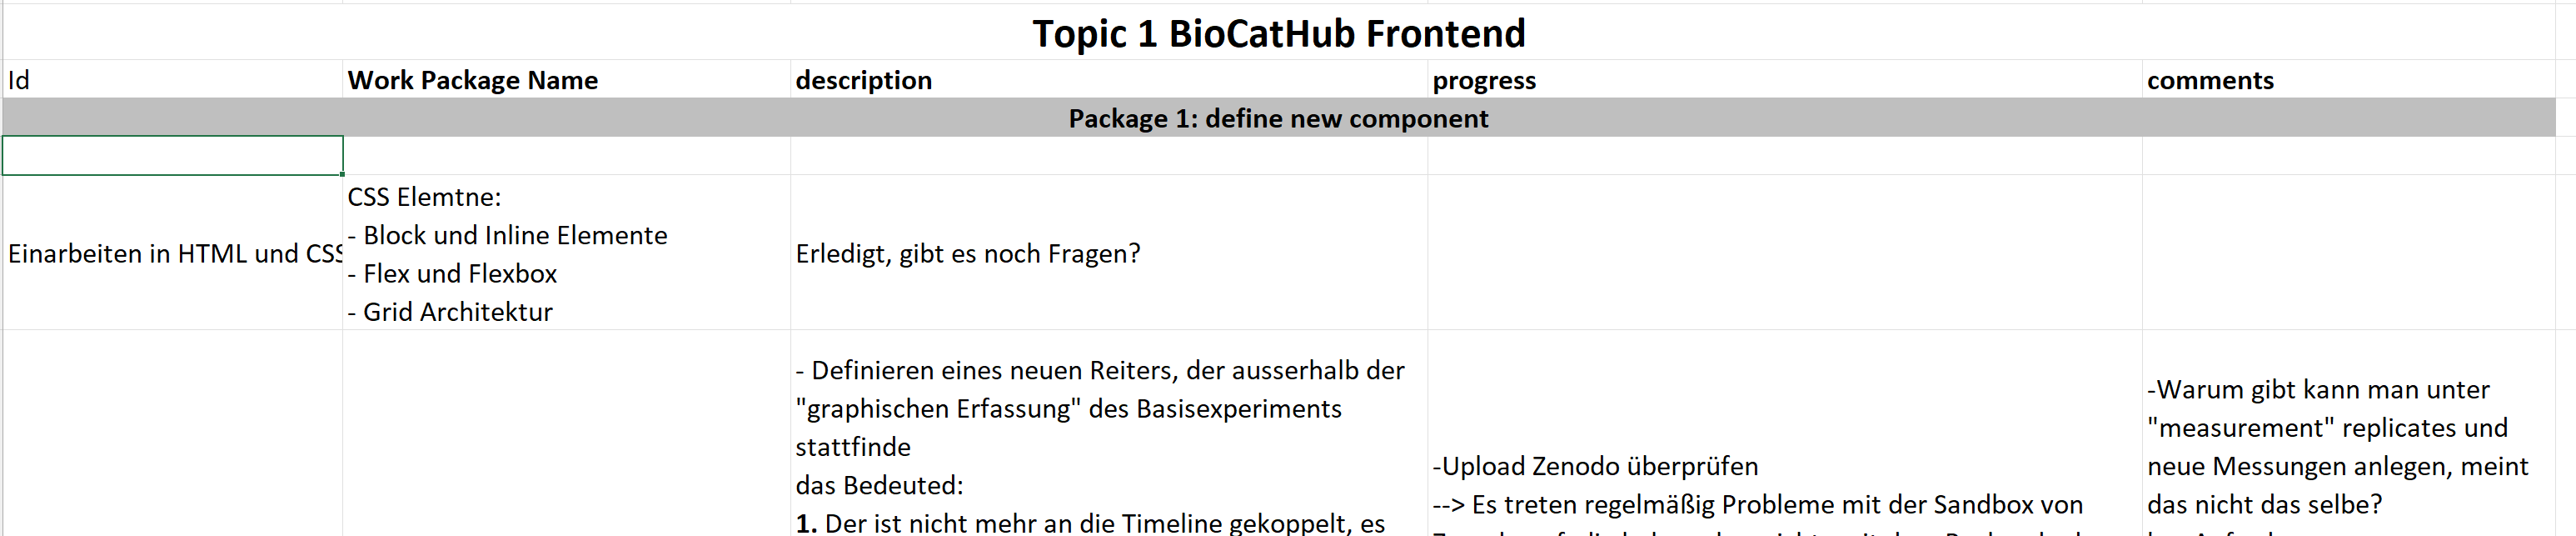 Topic 1 BioCatHub Frontend
Id
Work Package Name
description
progress
comments
Package 1: define new component
Einarbeiten in HTML und CSS
CSS Elemtne:
- Block und Inline Elemente
- Flex und Flexbox
- Grid Architektur
Erledigt, gibt es noch Fragen?
- Definieren eines neuen Reiters, der ausserhalb der
"graphischen Erfassung" des Basisexperiments
stattfinde
das Bedeuted:
1. Der ist nicht mehr an die Timeline gekoppelt, es
-Upload Zenodo überprüfen
--> Es treten regelmäßig Probleme mit der Sandbox von
-Warum gibt kann man unter
"measurement" replicates und
neue Messungen anlegen, meint
das nicht das selbe?